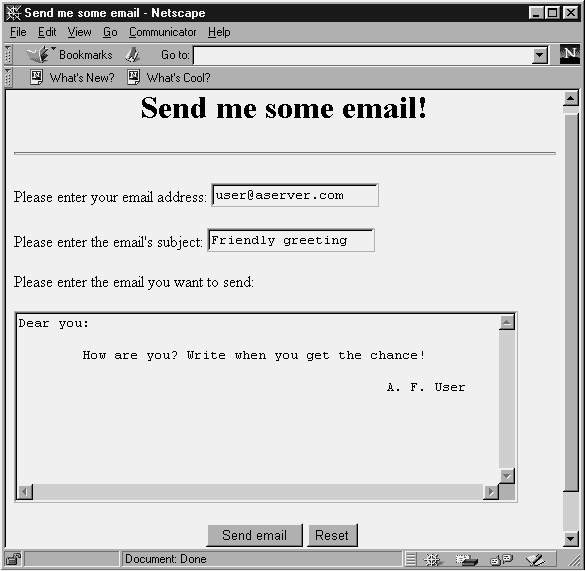 Send me some email - Netscape
File Edit View Go Communicator Help
Bookmarks Go to: N
What's New? What's Cool?
Send me some email!
Please enter your email address: user@aserver.com
Please enter the email's subject: Friendly greeting
Please enter the email you want to send:
Dear you:
How are you? Write when you get the chance!
A. F. User
Send email Reset
Document: Done